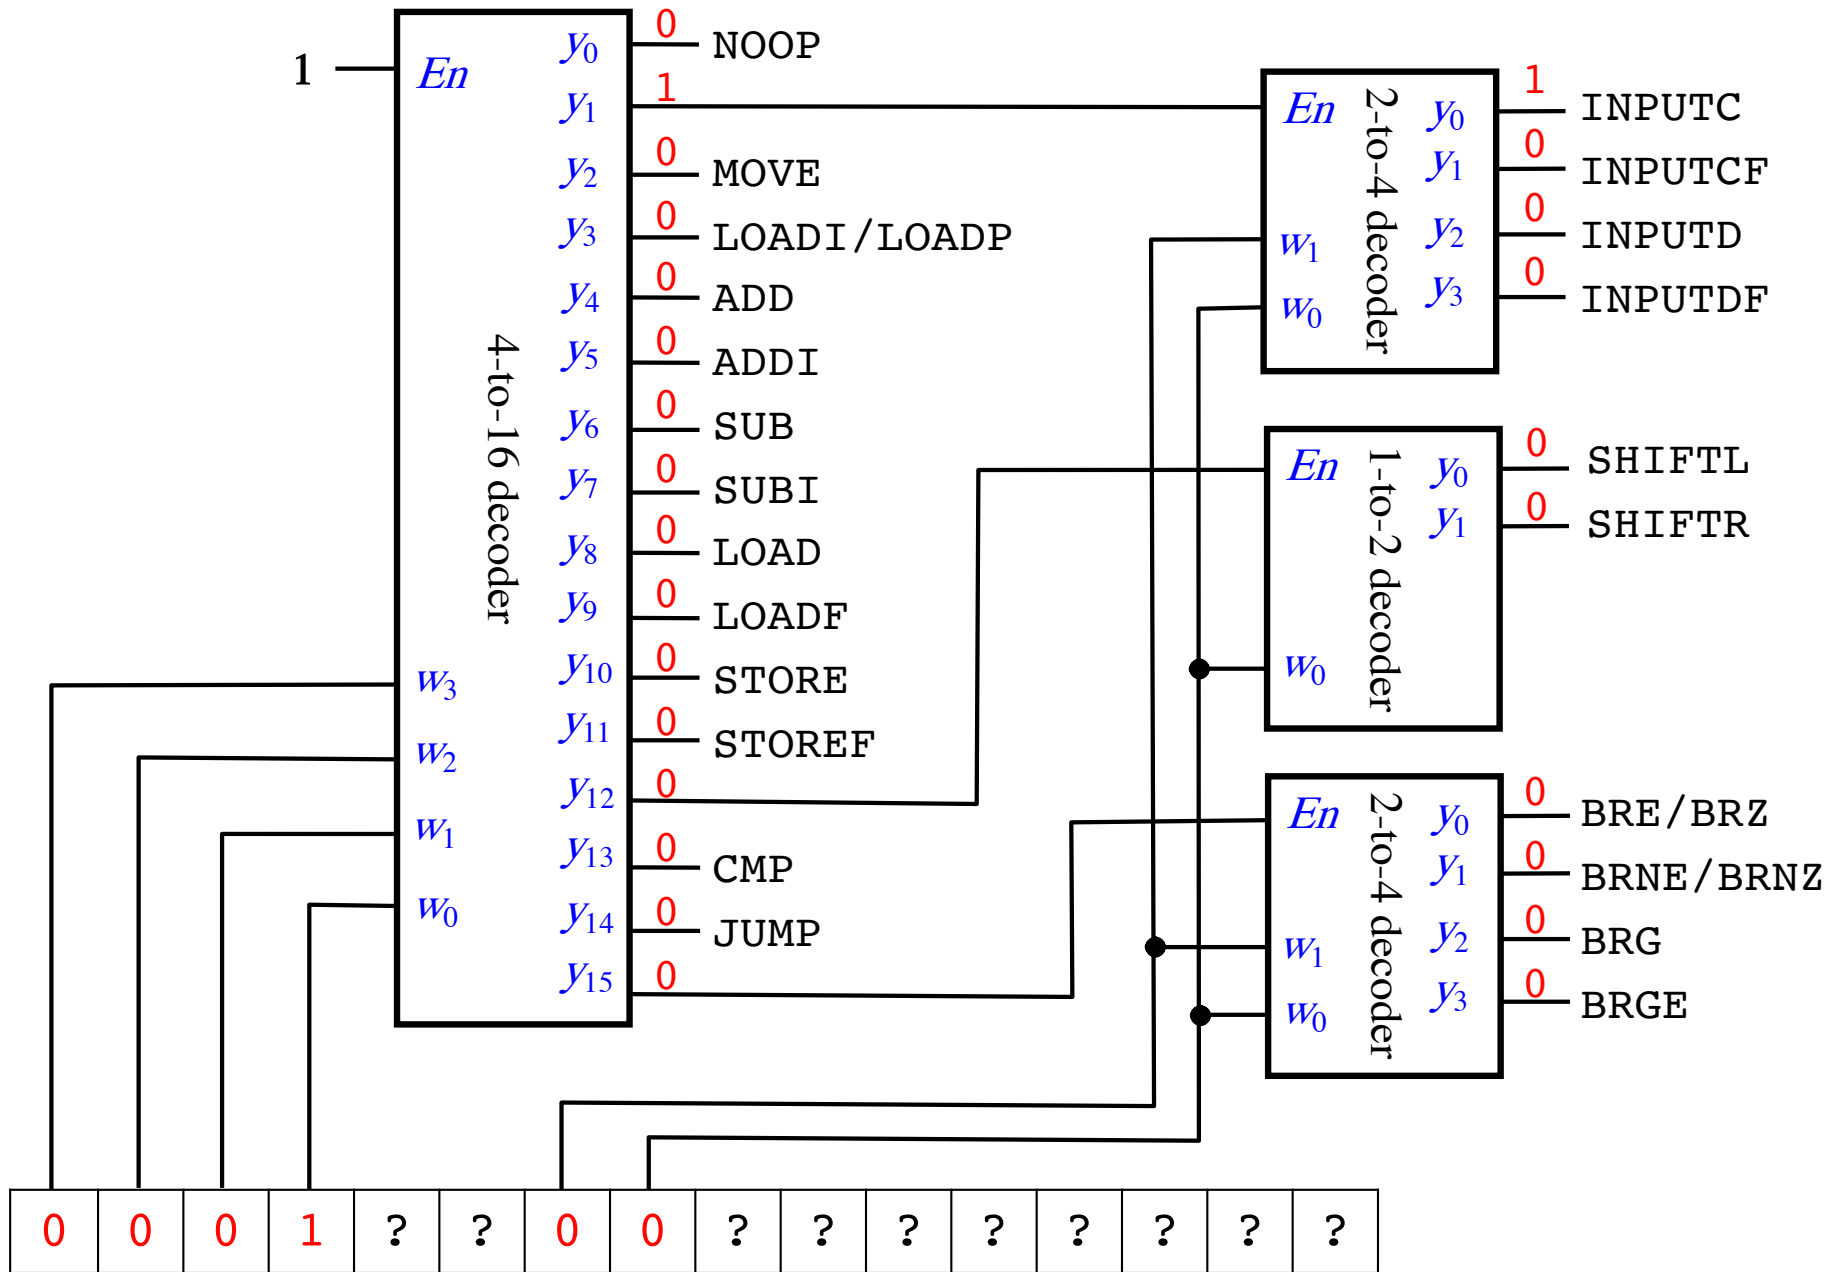 1
En
4-to-16 decoder
w3
w2
w1
w0
y0 0 NOOP
y1 1
y2 0 MOVE
y3 0 LOADI/LOADP
y4 0 ADD
y5 0 ADDI
y6 0 SUB
y7 0 SUBI
y8 0 LOAD
y9 0 LOADF
y10 0 STORE
y11 0 STOREF
y12 0
y13 0 CMP
y14 0 JUMP
y15 0
En
w1
w0
2-to-4 decoder
y0 1 INPUTC
y1 0 INPUTCF
y2 0 INPUTD
y3 0 INPUTDF
En
w0
1-to-2 decoder
y0 0 SHIFTL
y1 0 SHIFTR
En
w1
w0
2-to-4 decoder
y0 0 BRE/BRZ
y1 0 BRNE/BRNZ
y2 0 BRG
y3 0 BRGE
0 0 0 1 ? ? 0 0 ? ? ? ? ? ? ? ?